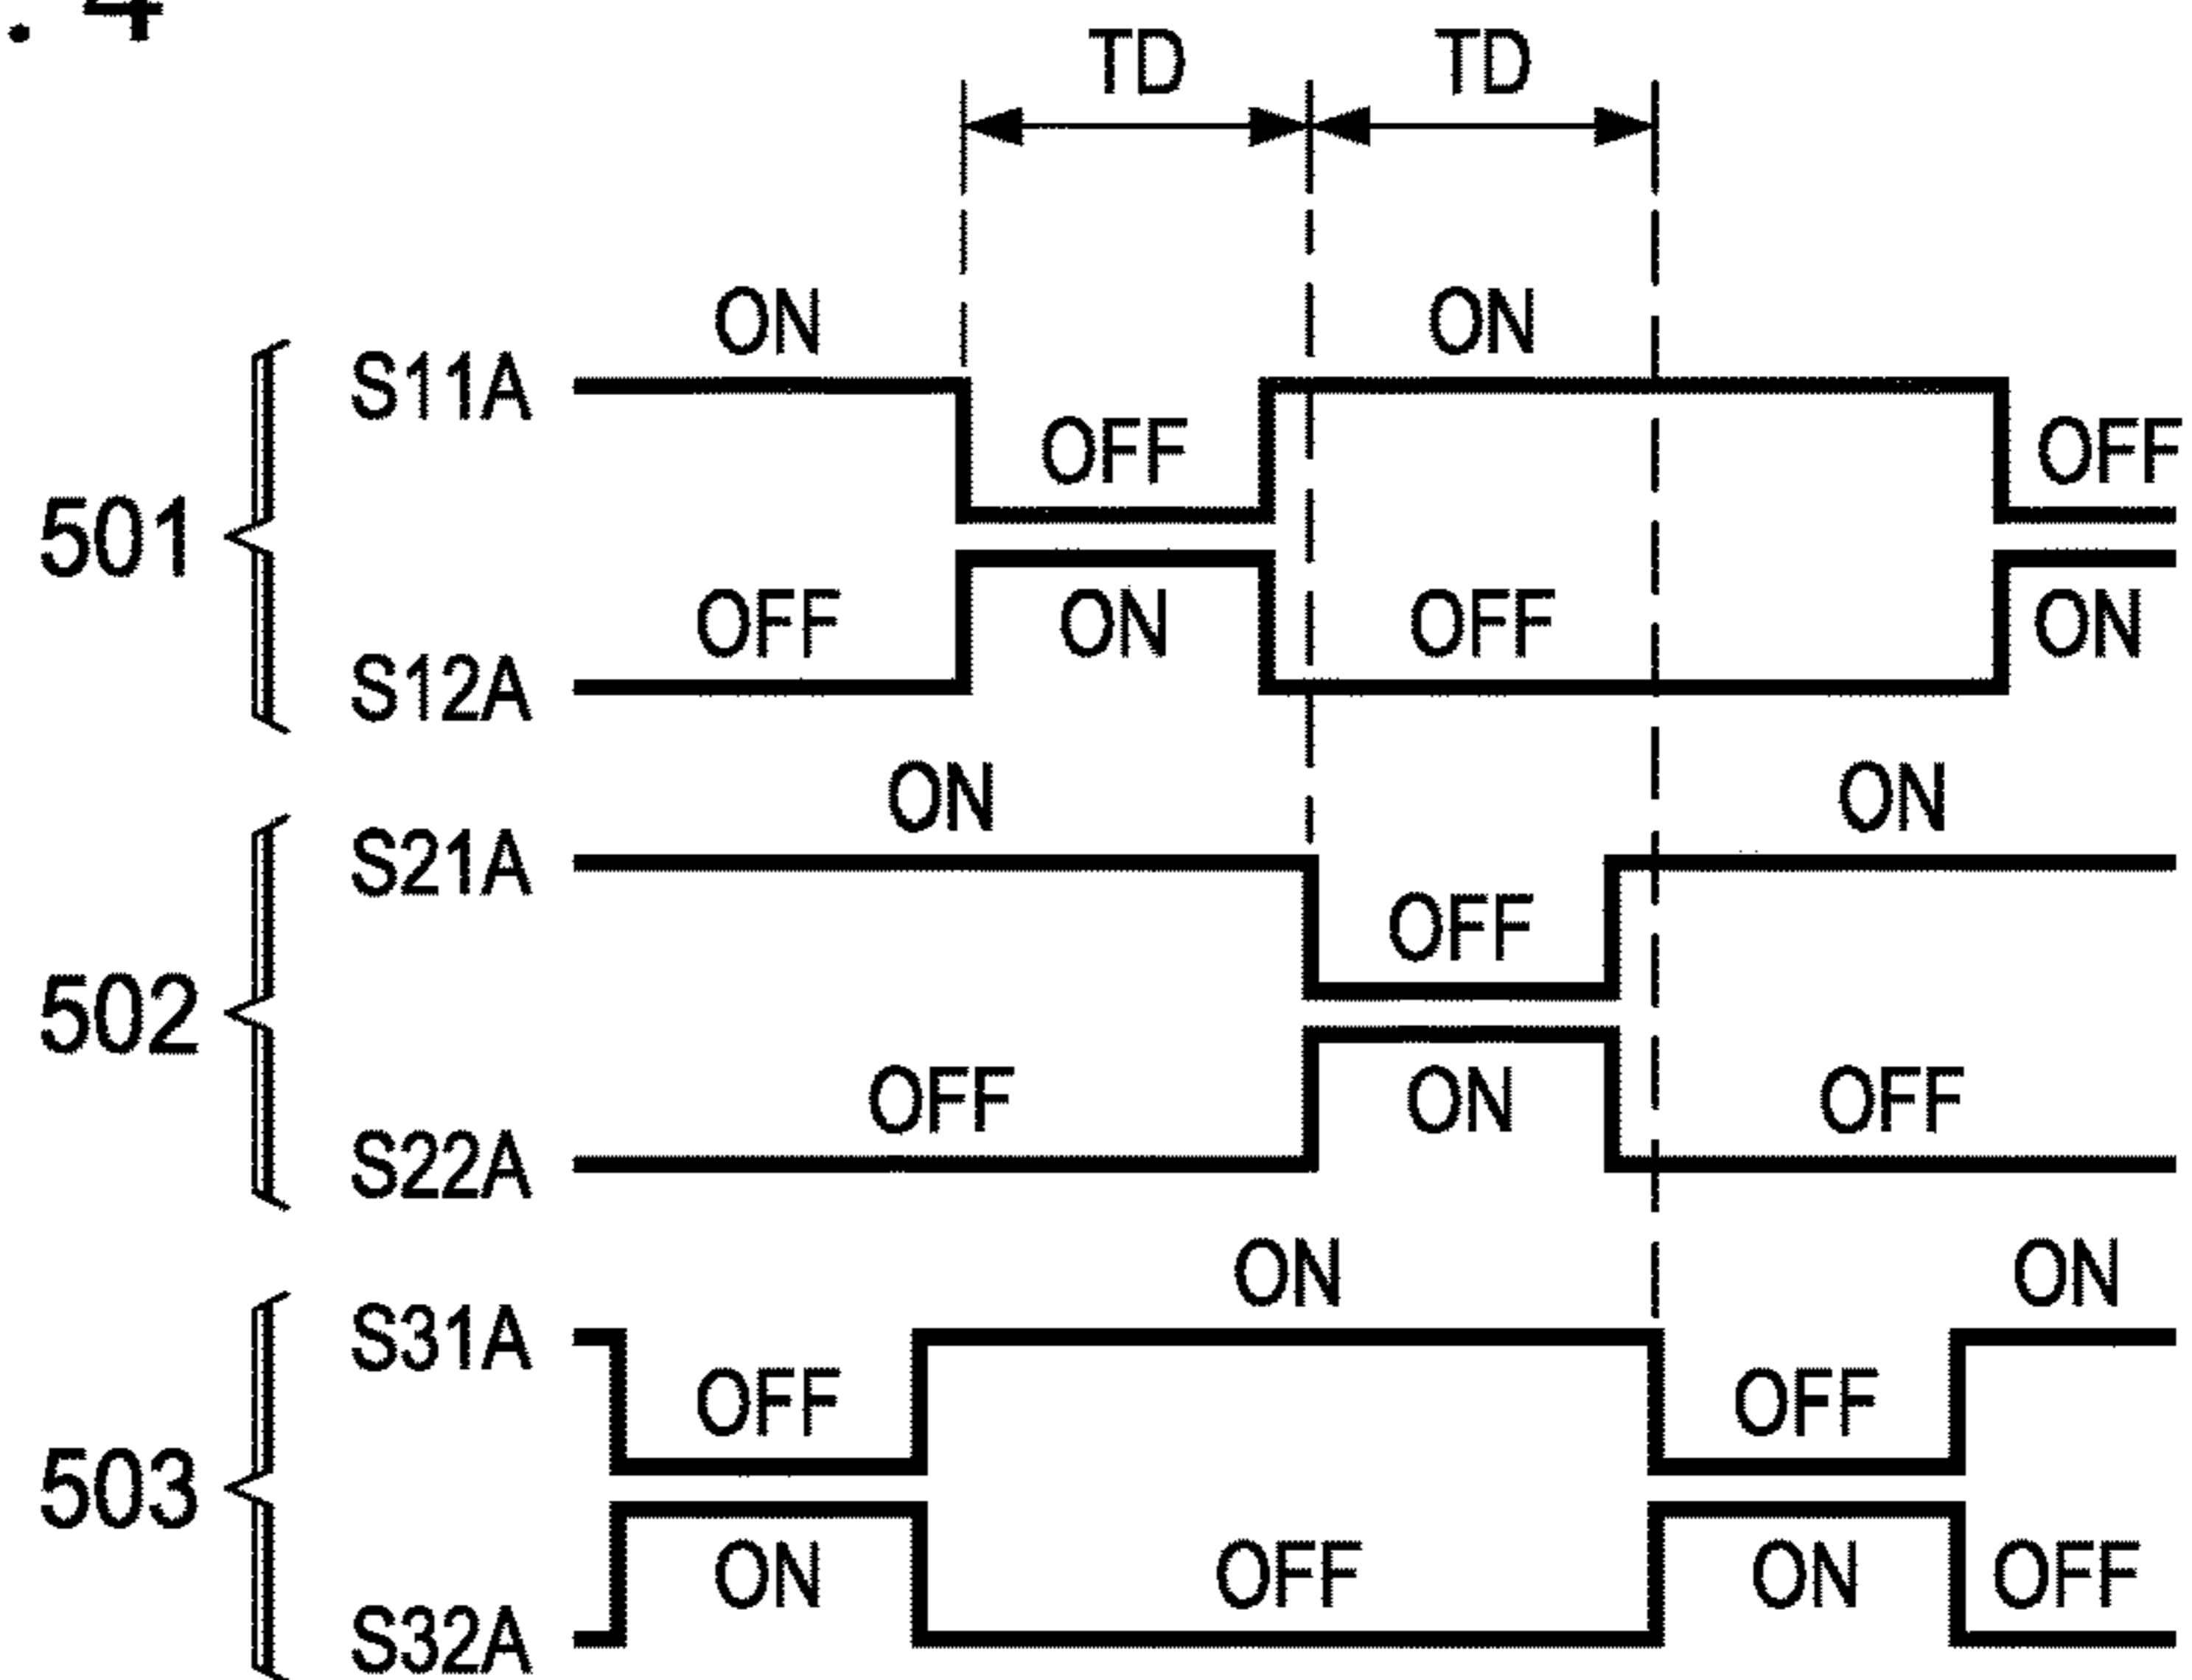 . 4
TD TD
ON ON
S11A
OFF OFF
501
OFF ON OFF ON
S12A
ON ON
S21A
OFF
502
OFF ON OFF
S22A
ON ON
S31A
OFF OFF
503
ON OFF ON OFF
S32A